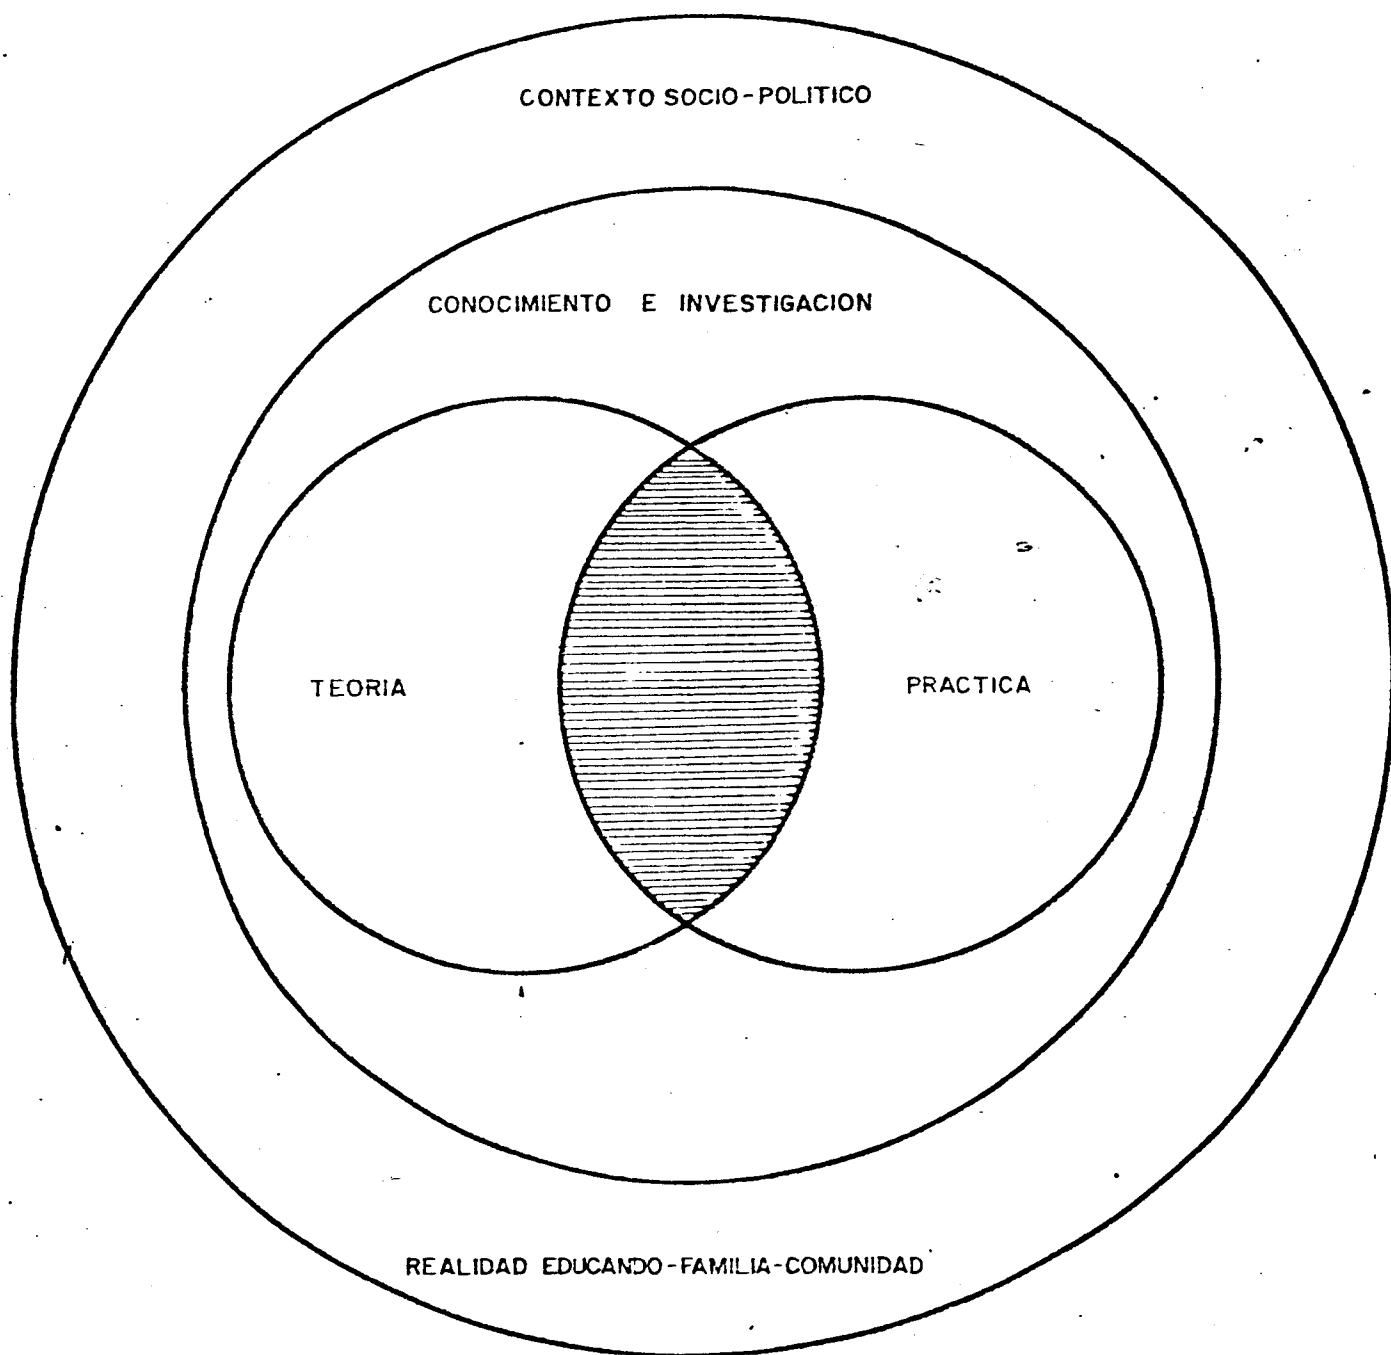 CONTEXTO SOCIO-POLITICO
CONOCIMIENTO E INVESTIGACION
TEORIA
PRACTICA
REALIDAD EDUCANDO-FAMILIA-COMUNIDAD